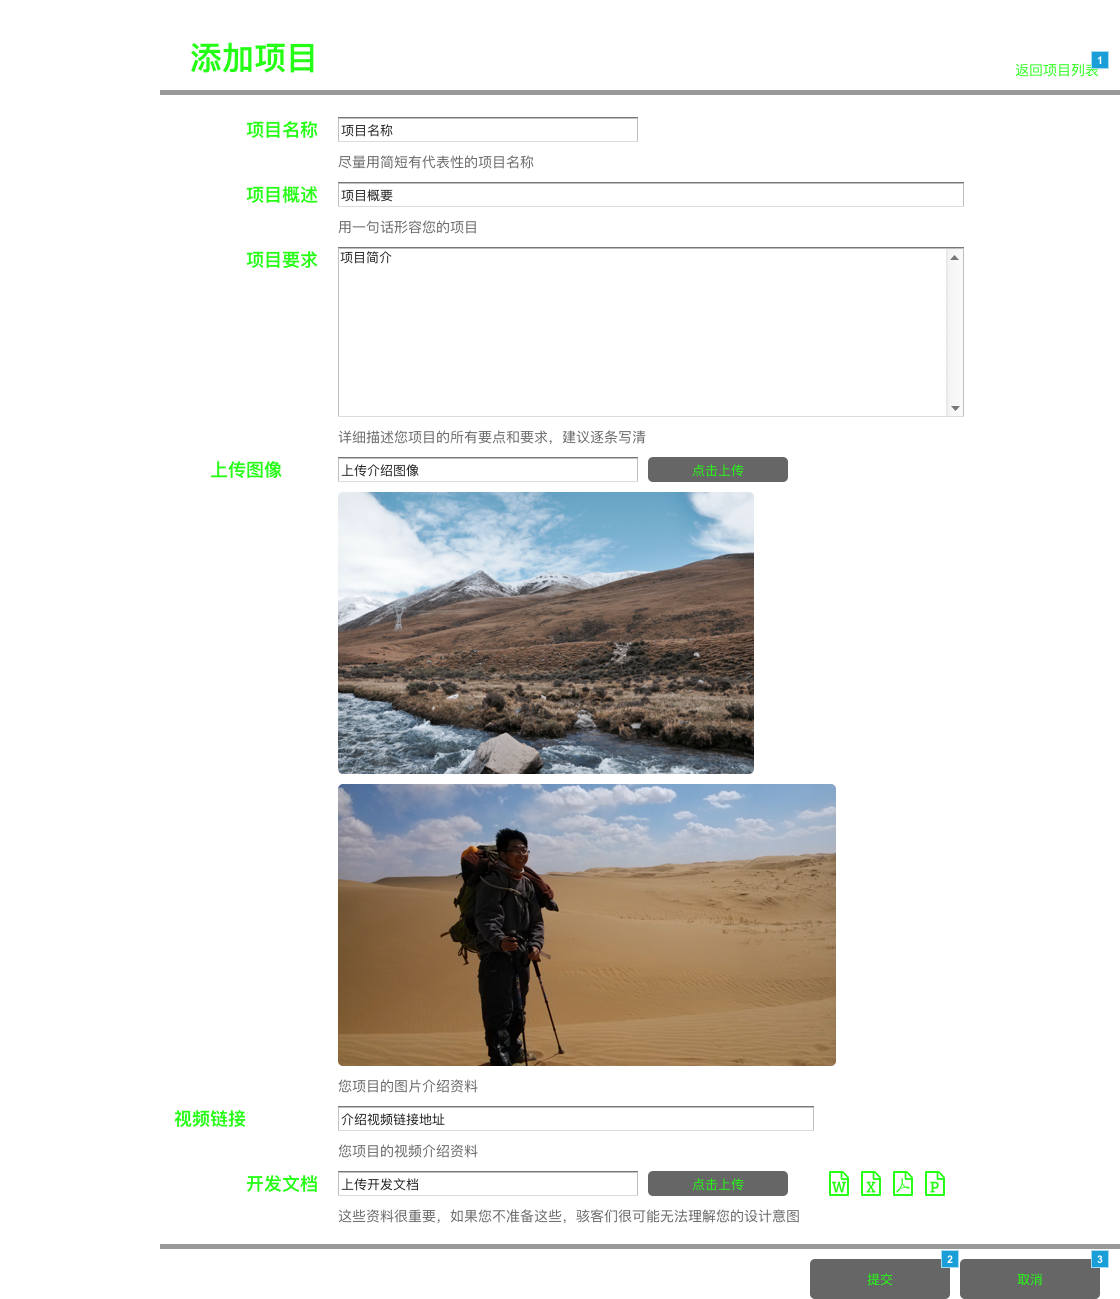 添加项目
返回项目列表
1
项目名称
项目名称
尽量用简短有代表性的项目名称
项目概述
项目概要
用一句话形容您的项目
项目要求
项目简介
详细描述您项目的所有要点和要求，建议逐条写清
上传图像
上传介绍图像
点击上传
您项目的图片介绍资料
视频链接
介绍视频链接地址
您项目的视频介绍资料
开发文档
上传开发文档
点击上传
W
X
P
这些资料很重要，如果您不准备这些，骇客们很可能无法理解您的设计意图
提交
2
取消
3